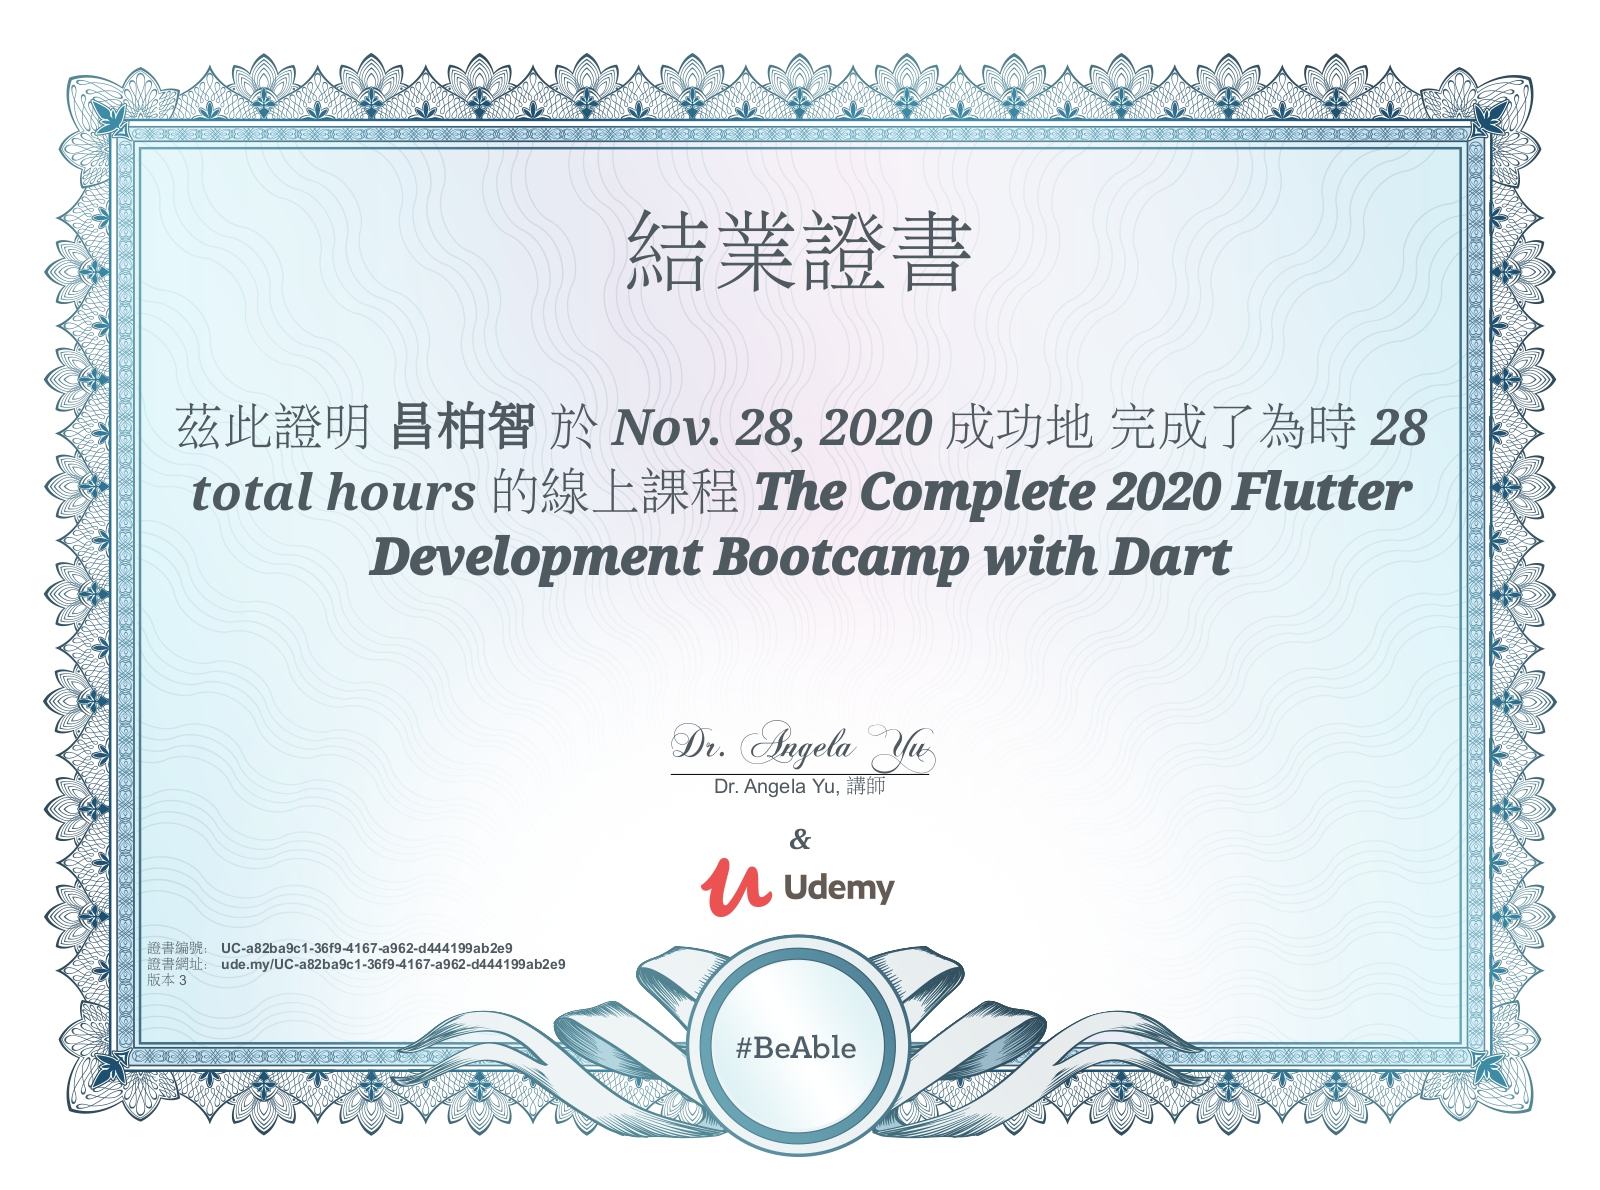 結業證書
茲此證明 昌柏智 於 Nov. 28, 2020 成功地 完成了為時 28
total hours 的線上課程 The Complete 2020 Flutter
Development Bootcamp with Dart
Dr. Angela Yu
Dr. Angela Yu, 講師
&
Udemy
證書編號: UC-a82ba9c1-36f9-4167-a962-d444199ab2e9
證書網址: ude.my/UC-a82ba9c1-36f9-4167-a962-d444199ab2e9
版本 3
#BeAble